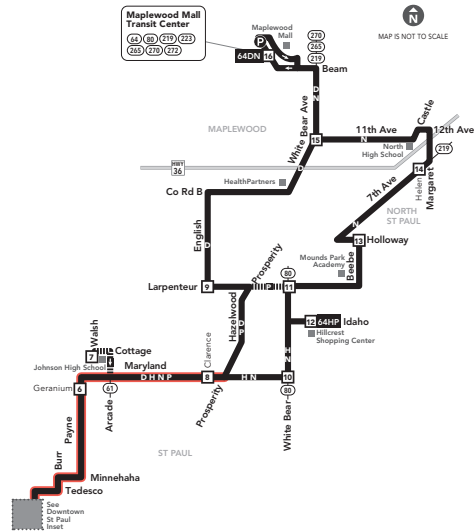 Maplewood Mall
Transit Center
64 80 219 223
265 270 272
Maplewood
Mall
P
64DN 16
270
265
219
Beam
N
MAP IS NOT TO SCALE
D
N
White Bear Ave
MAPLEWOOD
15
11th Ave
N
Castle
12th Ave
North
High School
219
HWY
36
D
14
HealthPartners
7th Ave
Helen
Margaret
Co Rd B
NORTH
ST PAUL
N
English
D
13
Holloway
Mounds Park
Academy
Beebe
Prosperity
80
Larpenteur
9
P
11
Hazelwood
D
P
12 64HP
Idaho
Hillcrest
Shopping Center
Walsh
7
Cottage
Johnson High School
Clarence
H
N
Maryland
D H N P
8
H N
10
Geranium
6
61
Arcade
Prosperity
80
White Bear
Payne
ST PAUL
Burr
Minnehaha
Tedesco
See
Downtown
St Paul
Inset